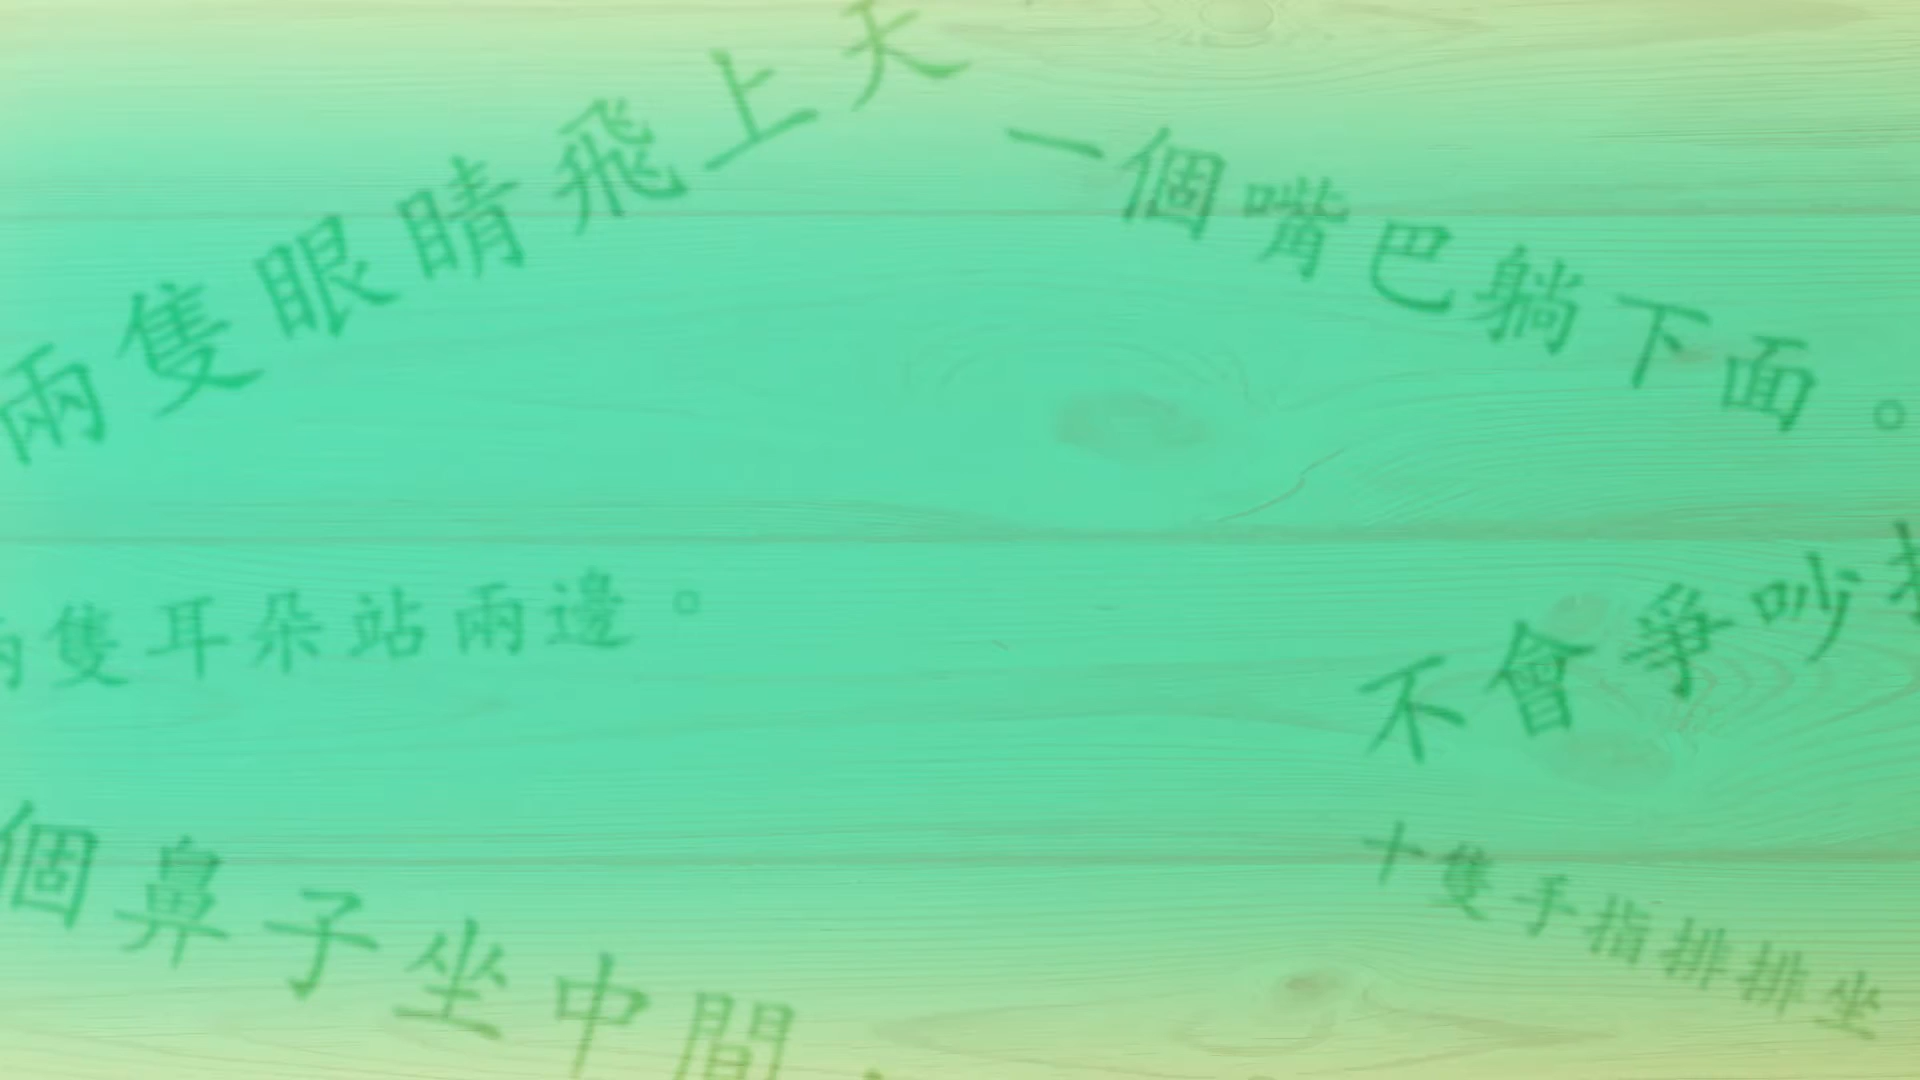 兩隻眼睛飛上天
一個嘴巴躺下面。
兩隻耳朵站兩邊。
不會爭吵
個鼻子坐中間
十隻手指排排坐